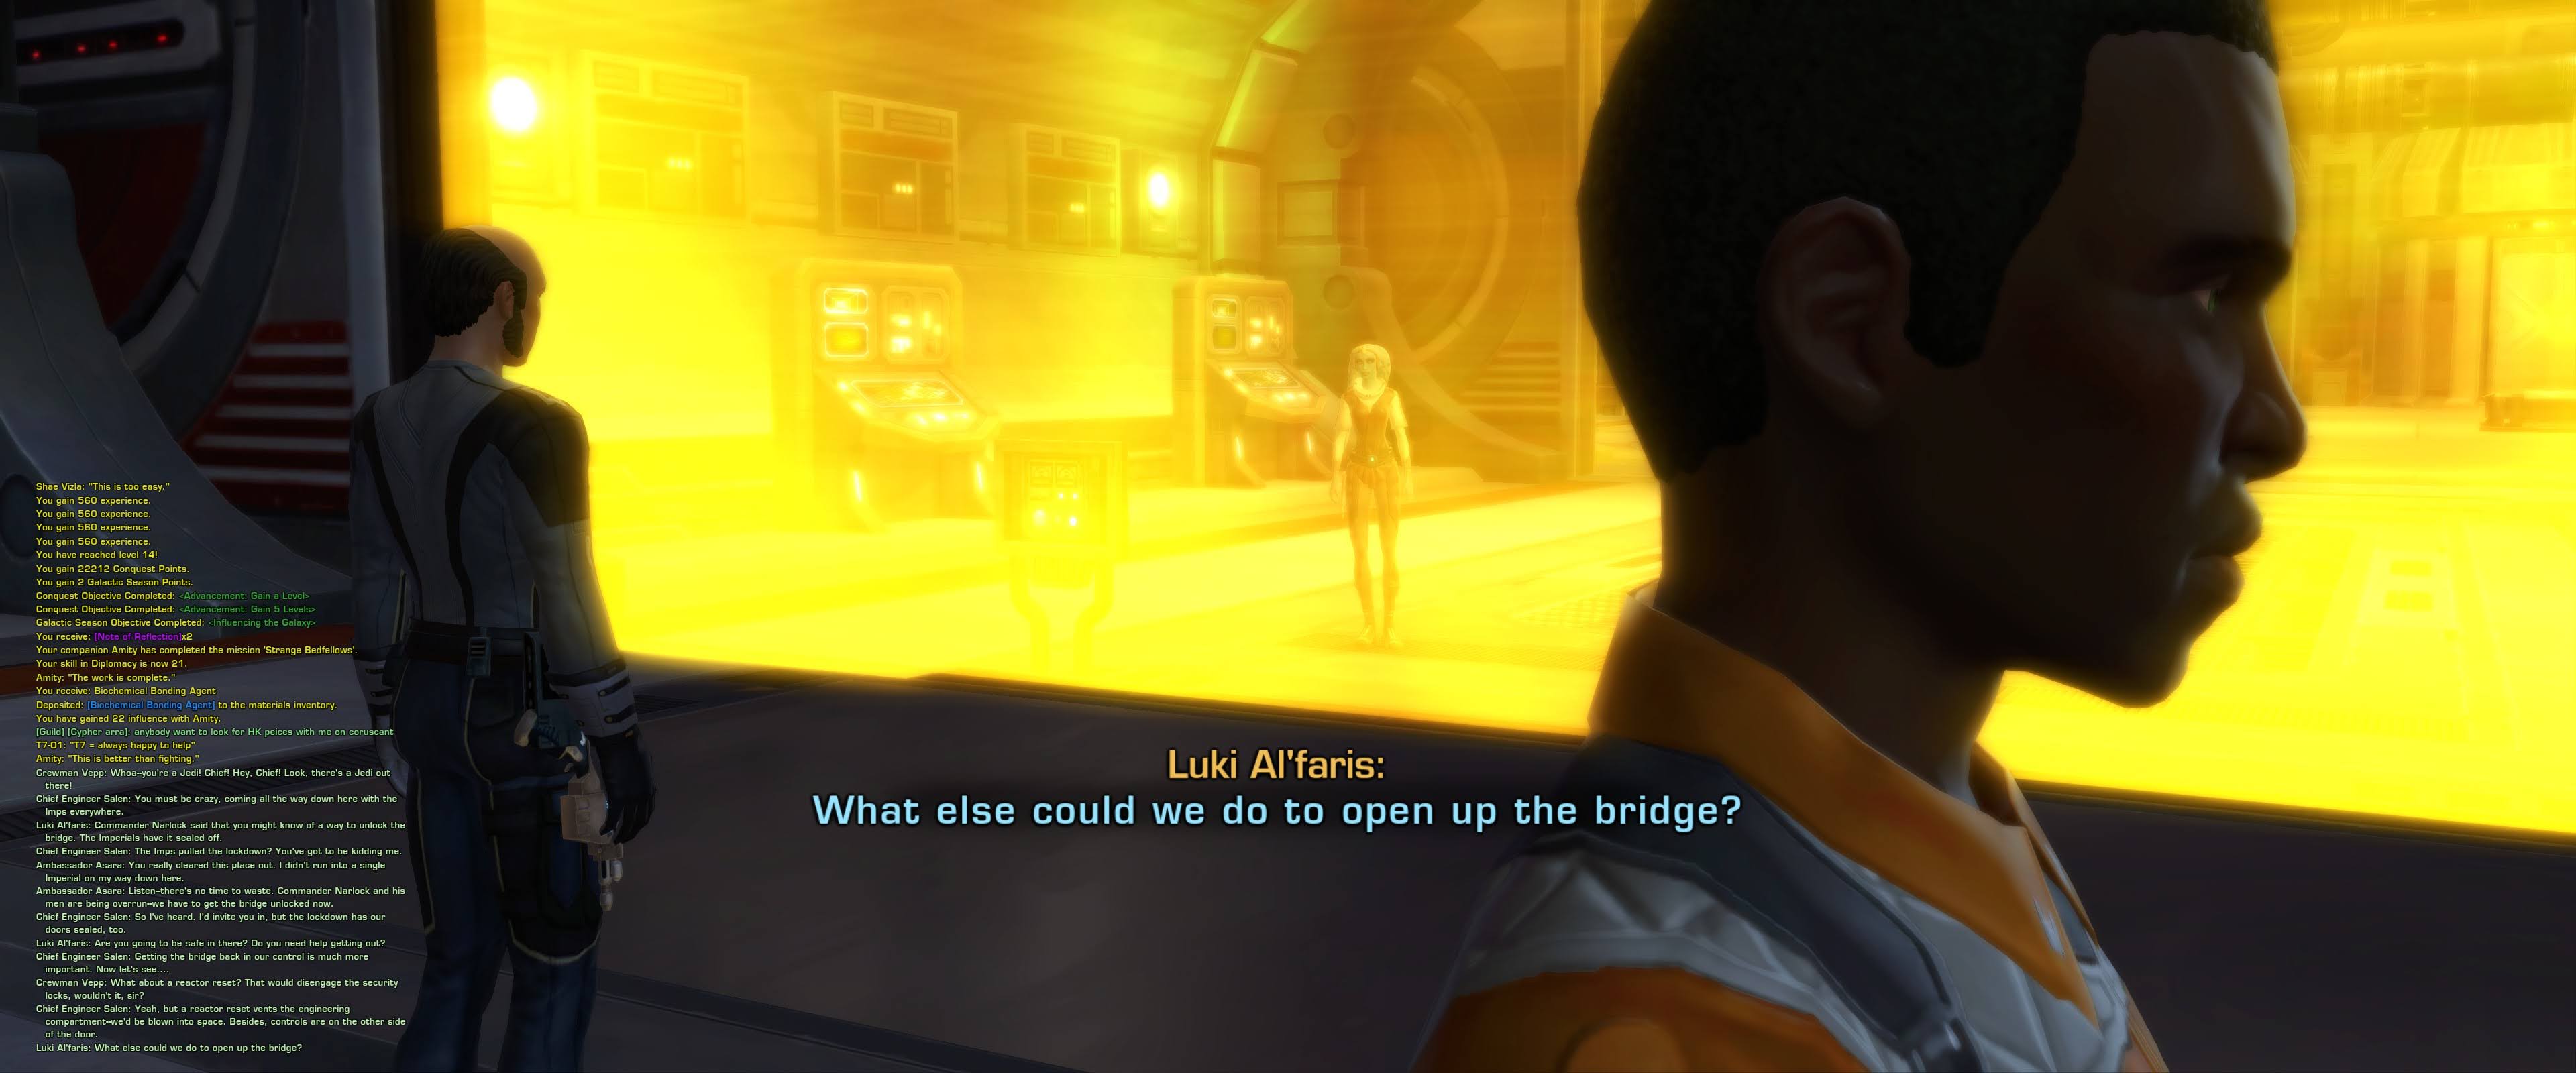 Shae Vizla: "This is too easy."
You gain 560 experience.
You gain 560 experience.
You gain 560 experience.
You gain 560 experience.
You have reached level 14!
You gain 22212 Conquest Points.
You gain 2 Galactic Season Points.
Conquest Objective Completed: <Advancement: Gain a Level>
Conquest Objective Completed: <Advancement: Gain 5 Levels>
Galactic Season Objective Completed: <Influencing the Galaxy>
You receive: [Note of Reflection]x2
Your companion Amity has completed the mission 'Strange Bedfellows'.
Your skill in Diplomacy is now 21.
Amity: "The work is complete."
You receive: Biochemical Bonding Agent
Deposited: [Biochemical Bonding Agent] to the materials inventory.
You have gained 22 influence with Amity.
[Guild] [Cypher arra]: anybody want to look for HK peices with me on coruscant
T7-01: "T7 = always happy to help"
Amity: "This is better than fighting."
Crewman Vepp: Whoa–you're a Jedi! Chief! Hey, Chief! Look, there's a Jedi out
there!
Chief Engineer Salen: You must be crazy, coming all the way down here with the
Imps everywhere.
Luki Al'faris: Commander Narlock said that you might know of a way to unlock the
bridge. The Imperials have it sealed off.
Chief Engineer Salen: The Imps pulled the lockdown? You've got to be kidding me.
Ambassador Asara: You really cleared this place out. I didn't run into a single
Imperial on my way down here.
Ambassador Asara: Listen–there's no time to waste. Commander Narlock and his
men are being overrun–we have to get the bridge unlocked now.
Chief Engineer Salen: So I've heard. I'd invite you in, but the lockdown has our
doors sealed, too.
Luki Al'faris: Are you going to be safe in there? Do you need help getting out?
Chief Engineer Salen: Getting the bridge back in our control is much more
important. Now let's see....
Crewman Vepp: What about a reactor reset? That would disengage the security
locks, wouldn't it, sir?
Chief Engineer Salen: Yeah, but a reactor reset vents the engineering
compartment–we'd be blown into space. Besides, controls are on the other side
of the door.
Luki Al'faris: What else could we do to open up the bridge?
Luki Al'faris:
What else could we do to open up the bridge?